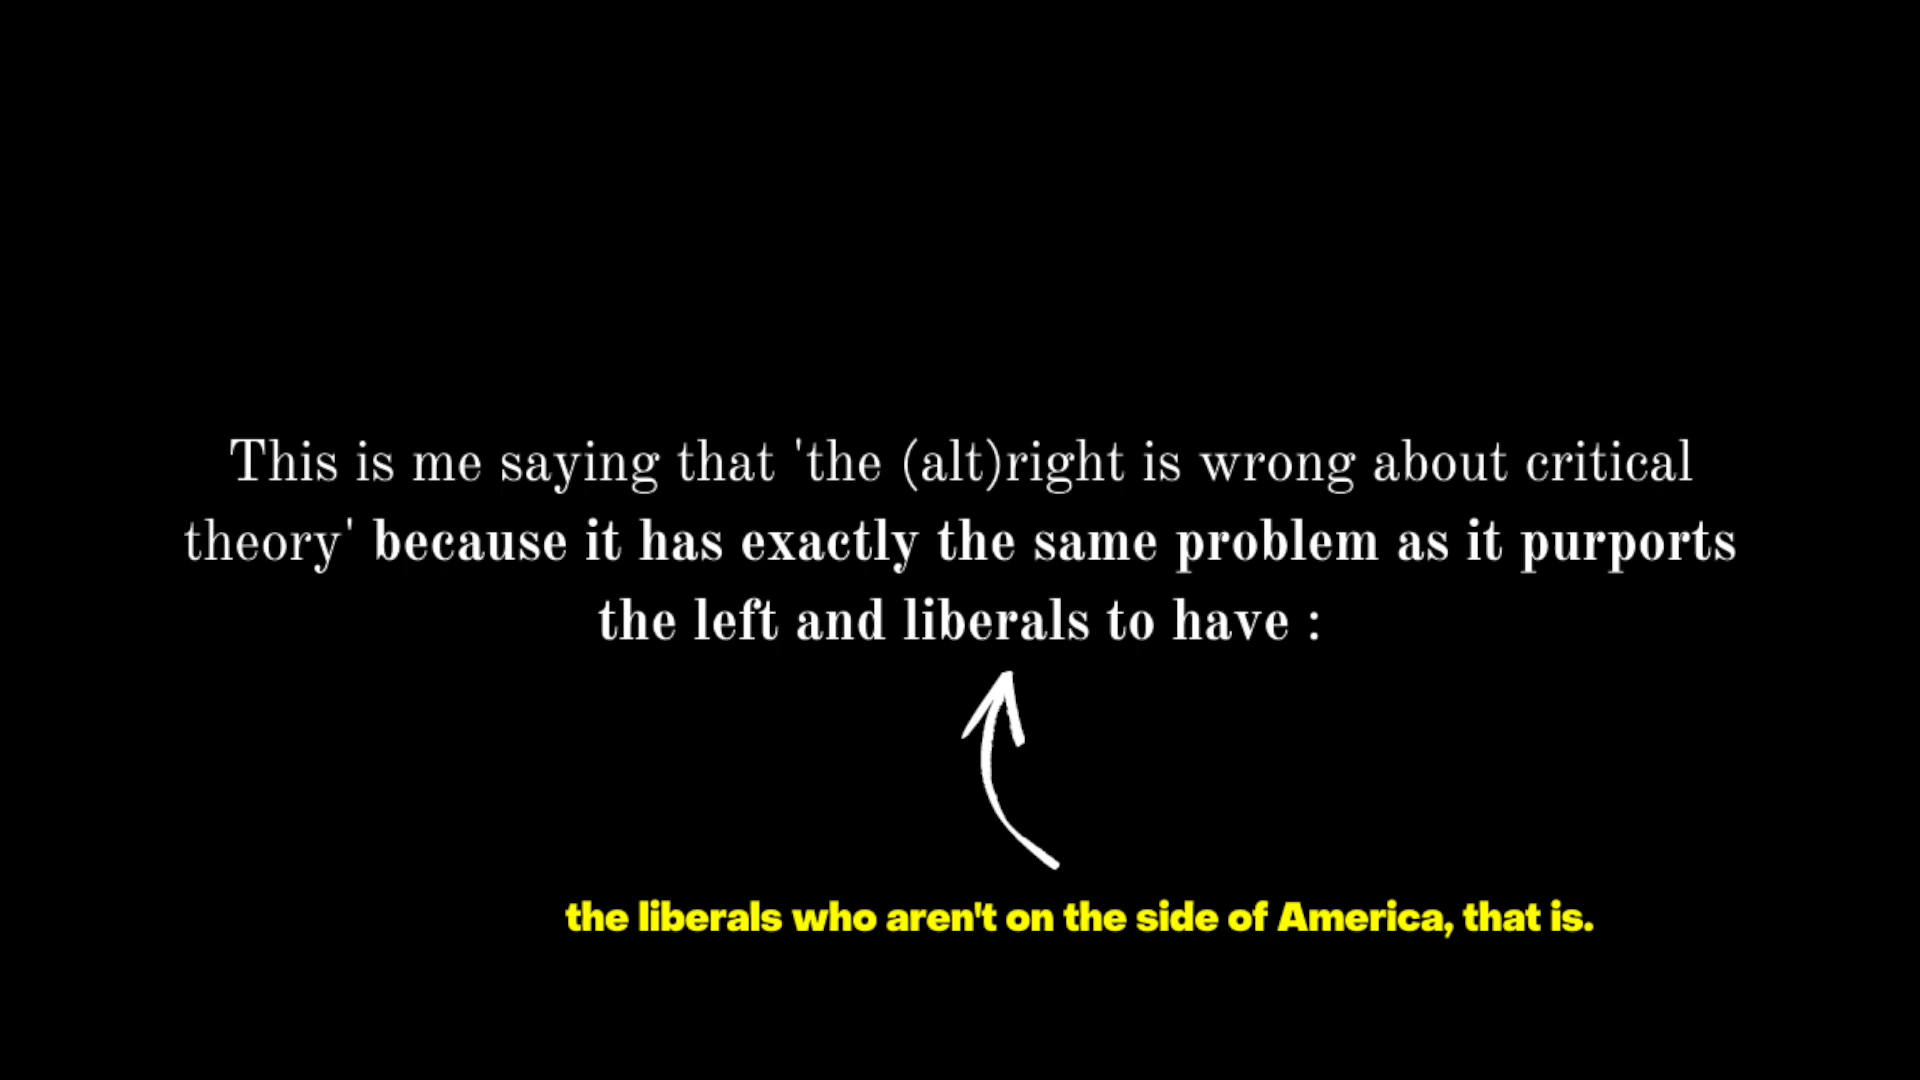 This is me saying that 'the (alt)right is wrong about critical
theory' because it has exactly the same problem as it purports
the left and liberals to have :
the liberals who aren't on the side of America, that is.